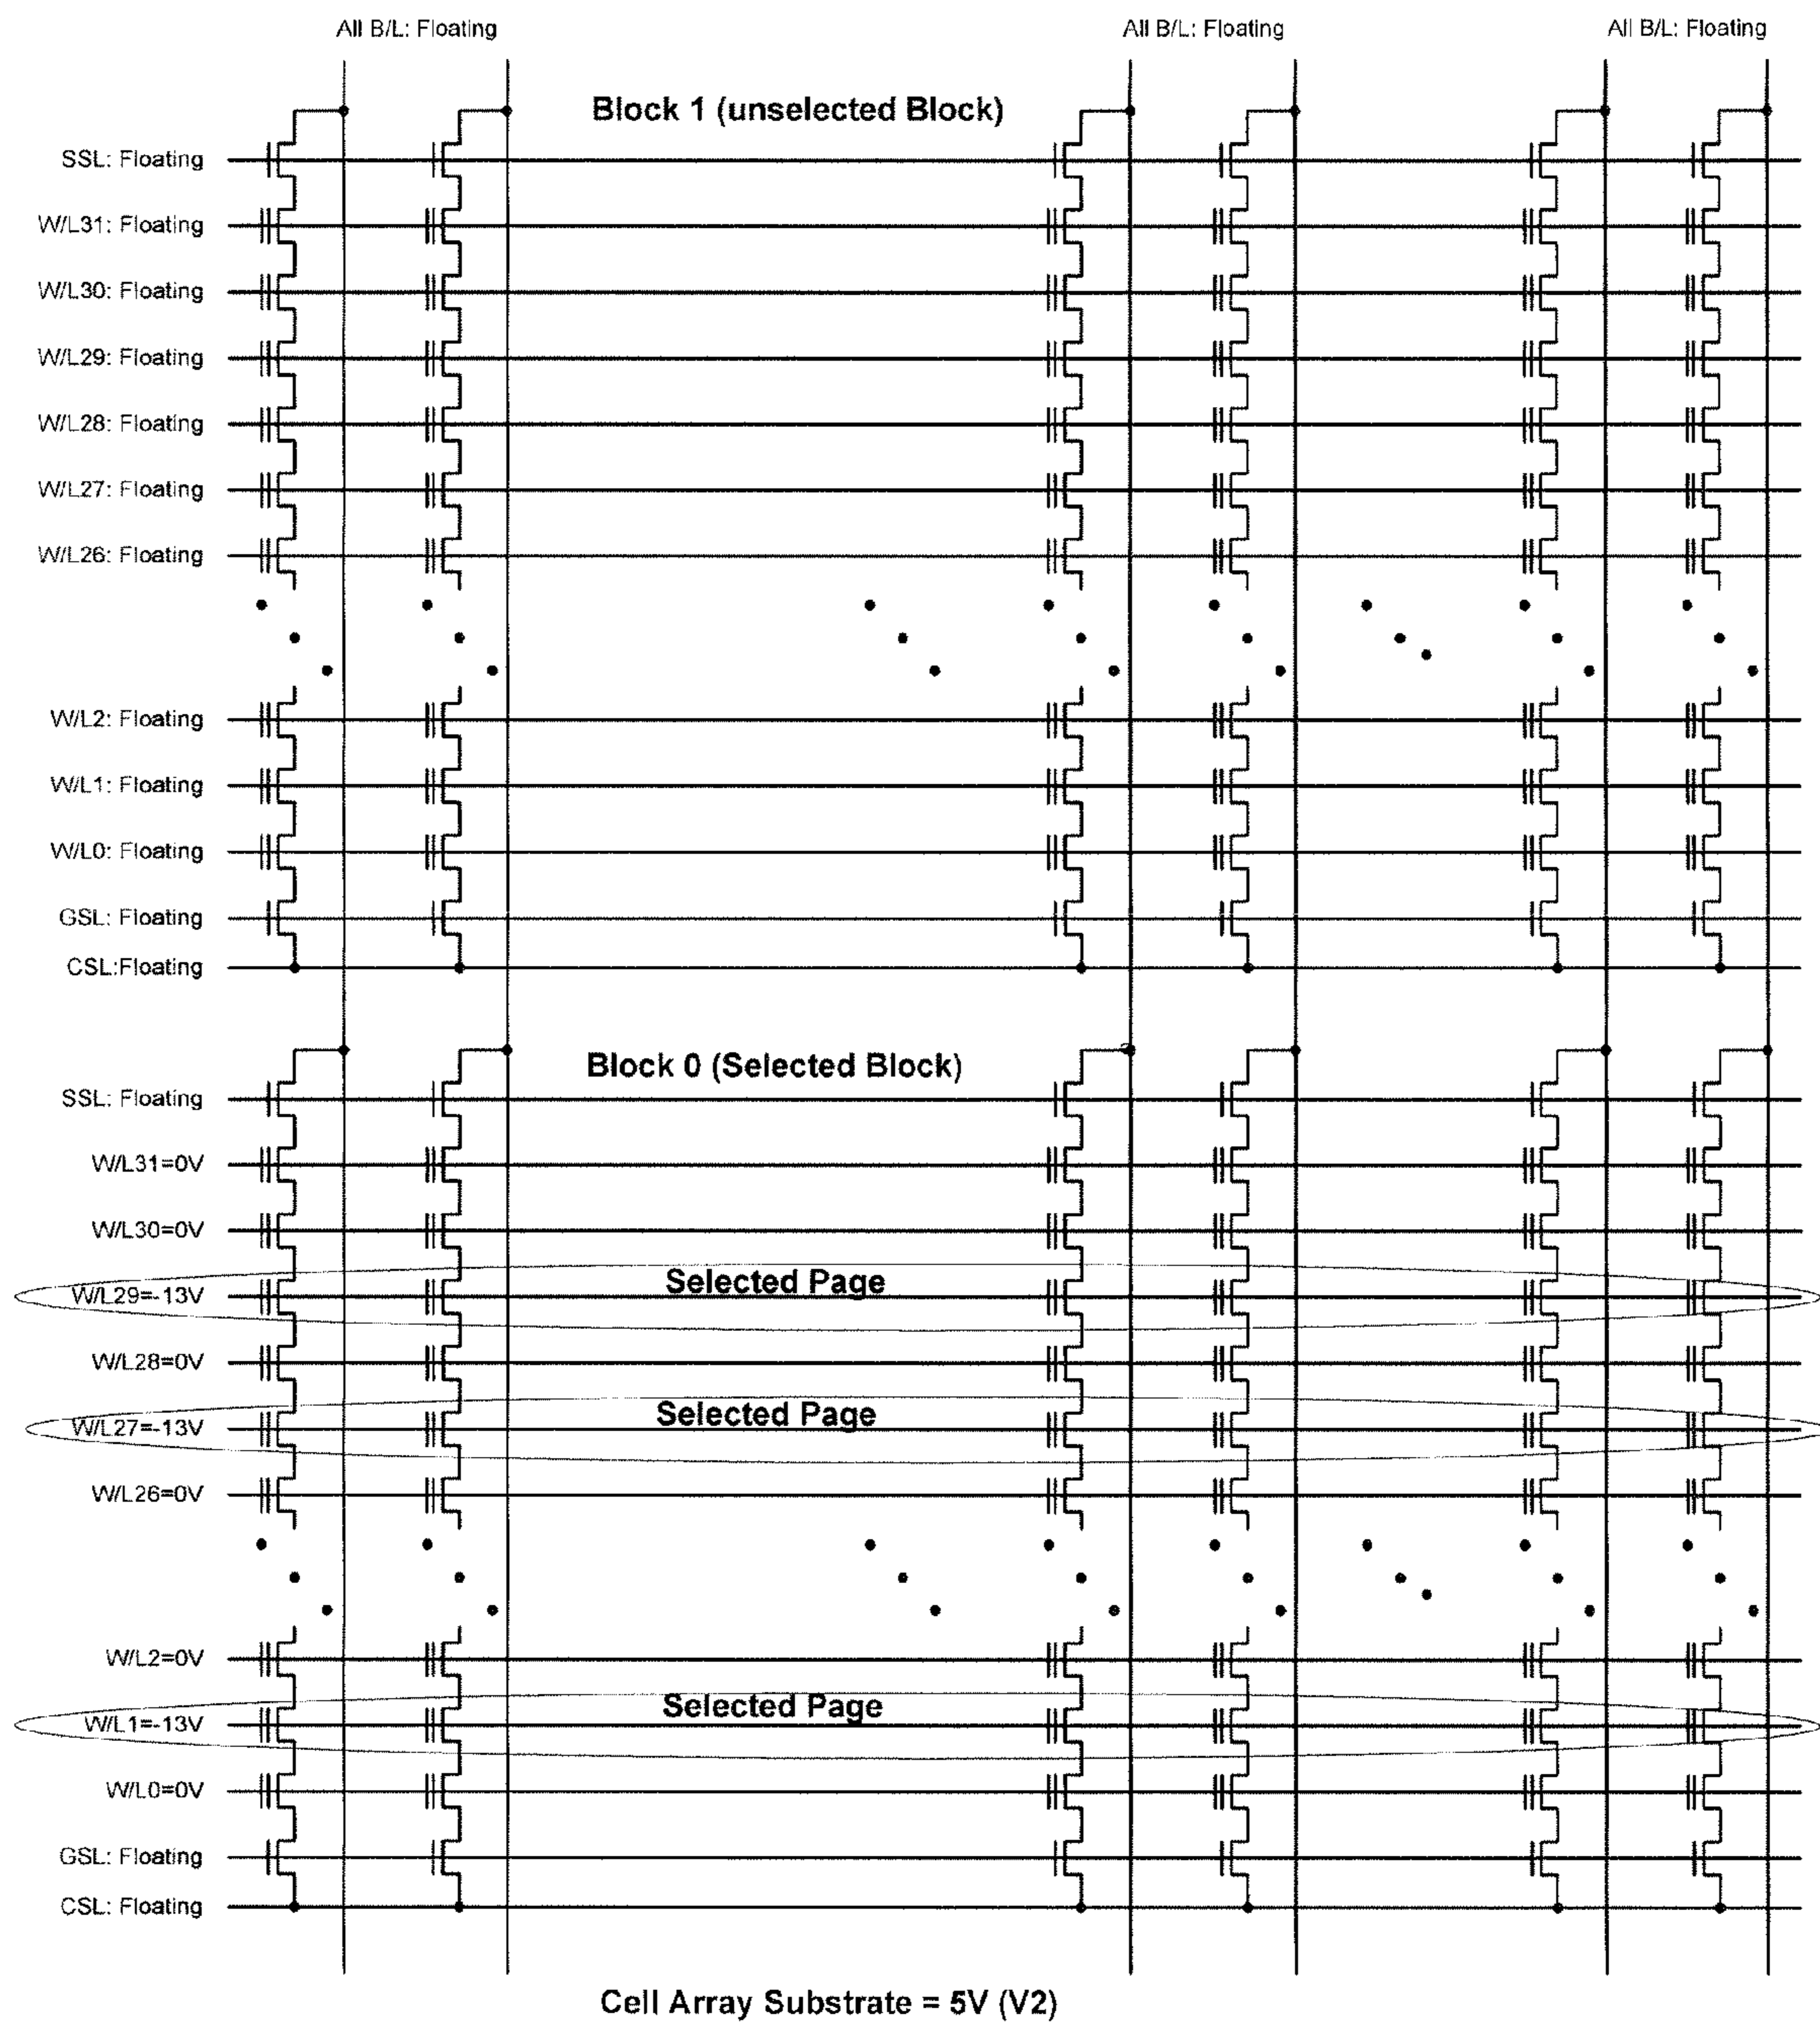 All B/L: Floating All B/L: Floating All B/L: Floating
Block 1 (unselected Block)
SSL: Floating
W/L31: Floating
W/L30: Floating
W/L29: Floating
W/L28: Floating
W/L27: Floating
W/L26: Floating
W/L2: Floating
W/L1: Floating
W/L0: Floating
GSL: Floating
CSL:Floating
Block 0 (Selected Block)
SSL: Floating
W/L31=0V
W/L30=0V
Selected Page
W/L29=-13V
W/L28=0V
Selected Page
W/L27=-13V
W/L26=0V
W/L2=0V
Selected Page
W/L1=-13V
W/L0=0V
GSL: Floating
CSL: Floating
Cell Array Substrate = 5V (V2)